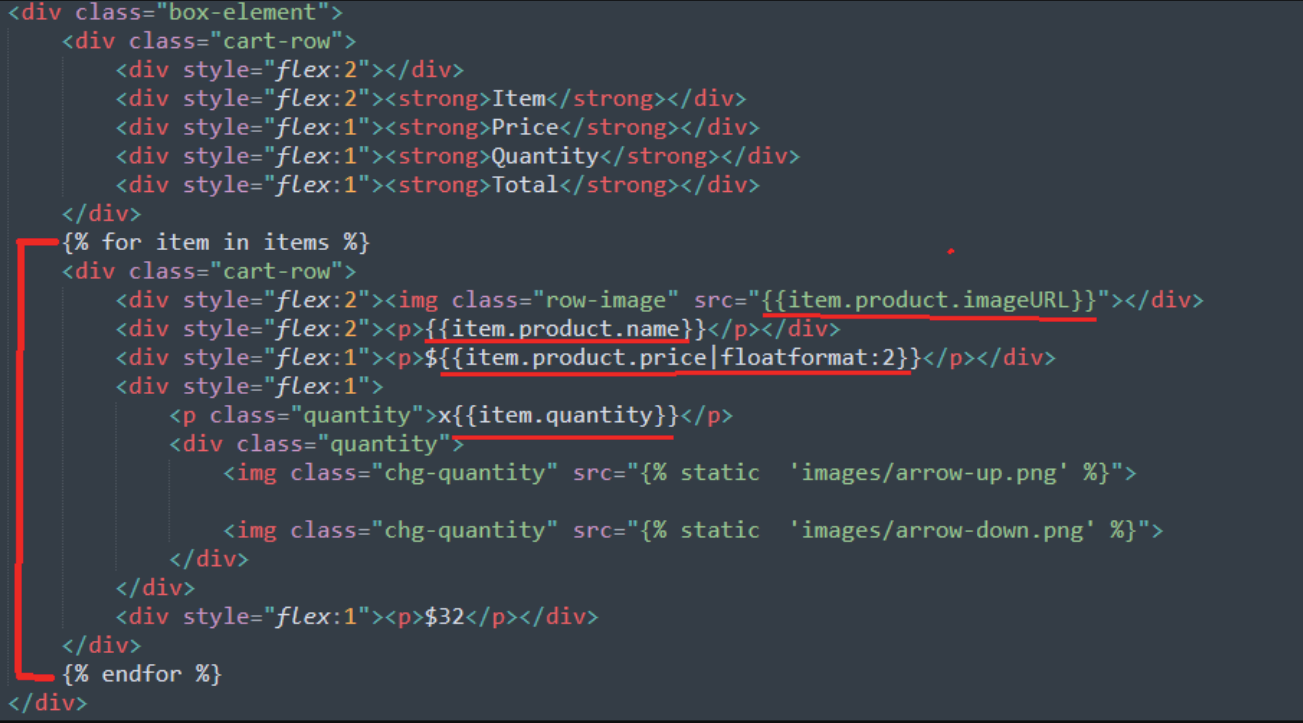 <div class="box-element">
    <div class="cart-row">
        <div style="flex:2"></div>
        <div style="flex:2"><strong>Item</strong></div>
        <div style="flex:1"><strong>Price</strong></div>
        <div style="flex:1"><strong>Quantity</strong></div>
        <div style="flex:1"><strong>Total</strong></div>
    </div>
    {% for item in items %}
    <div class="cart-row">
        <div style="flex:2"><img class="row-image" src="{{item.product.imageURL}}"></div>
        <div style="flex:2"><p>{{item.product.name}}</p></div>
        <div style="flex:1"><p>${{item.product.price|floatformat:2}}</p></div>
        <div style="flex:1">
            <p class="quantity">x{{item.quantity}}</p>
            <div class="quantity">
                <img class="chg-quantity" src="{% static  'images/arrow-up.png' %}">

                <img class="chg-quantity" src="{% static  'images/arrow-down.png' %}">
            </div>
        </div>
        <div style="flex:1"><p>$32</p></div>
    </div>
    {% endfor %}
</div>